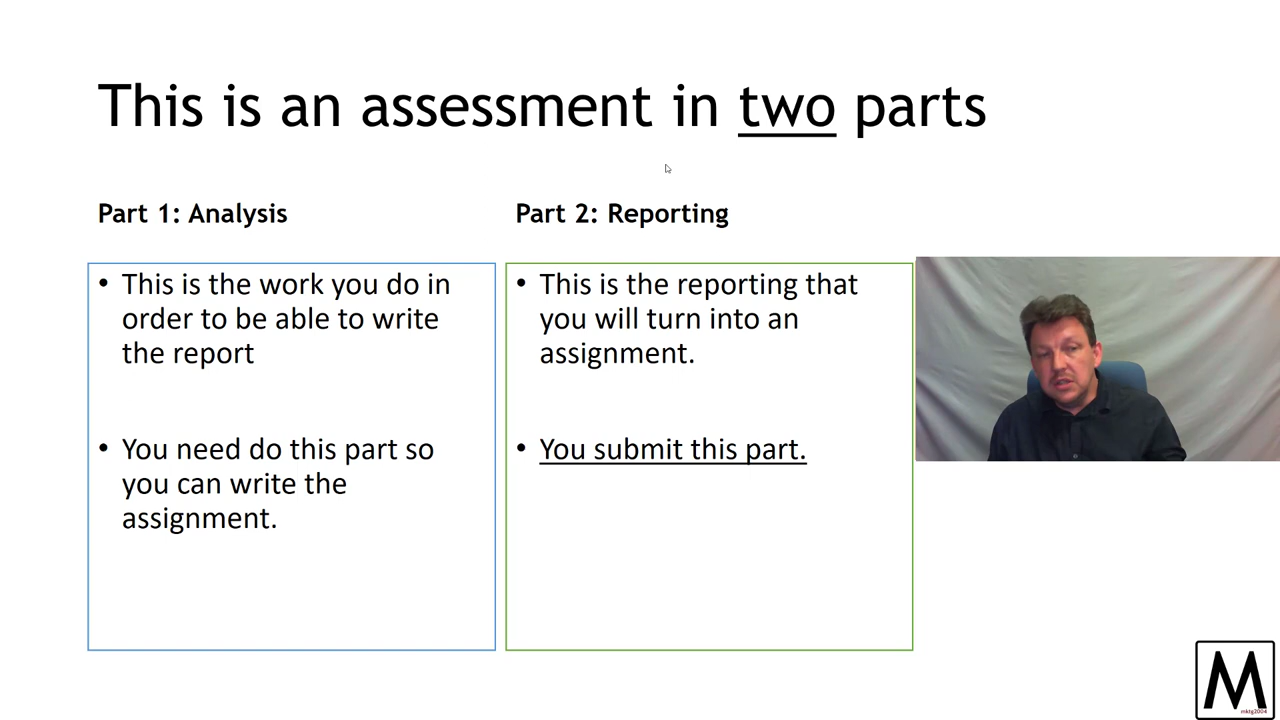 This is an assessment in two parts
Part 1: Analysis
• This is the work you do in
order to be able to write
the report
• You need do this part so
you can write the
assignment.
Part 2: Reporting
• This is the reporting that
you will turn into an
assignment.
• You submit this part.
M
mktg2004